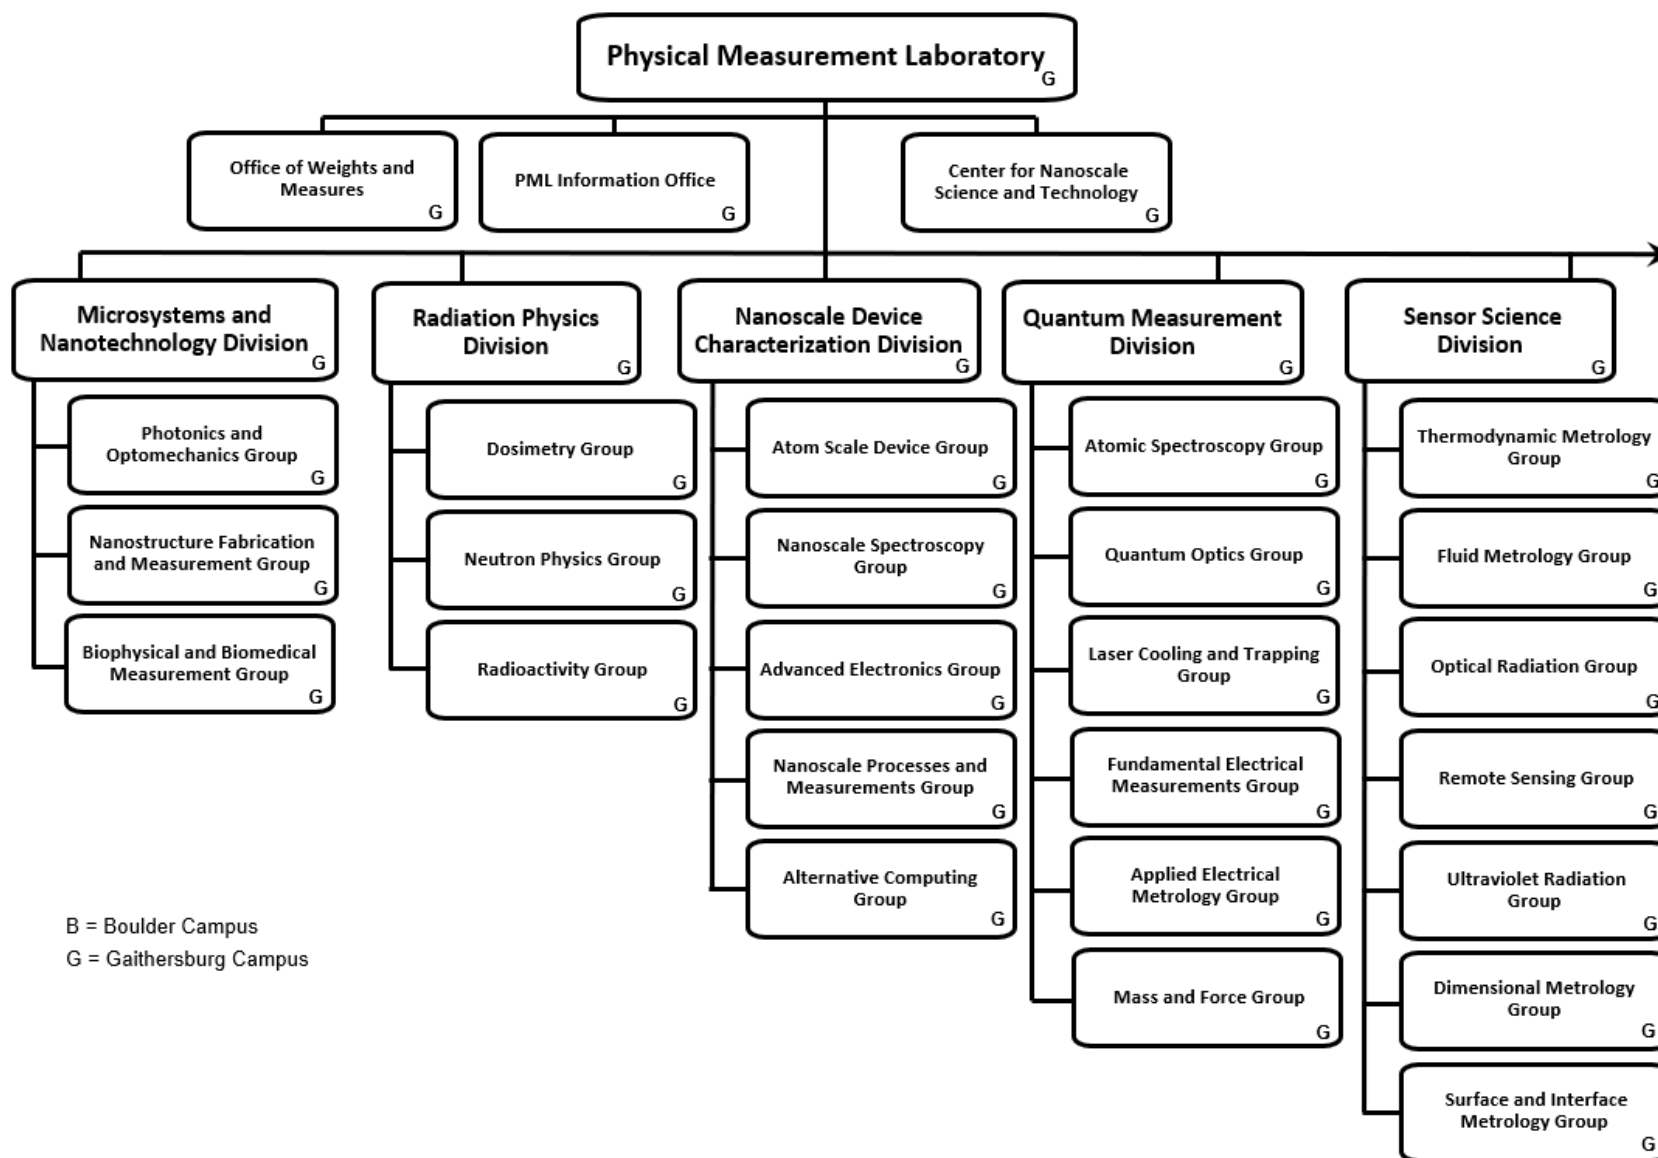 Physical Measurement Laboratory
G
Office of Weights and
Measures
G
PML Information Office
G
Center for Nanoscale
Science and Technology
G
Microsystems and
Nanotechnology Division
G
Photonics and
Optomechanics Group
G
Nanostructure Fabrication
and Measurement Group
G
Biophysical and Biomedical
Measurement Group
G
Radiation Physics
Division
G
Dosimetry Group
G
Neutron Physics Group
G
Radioactivity Group
G
Nanoscale Device
Characterization Division
G
Atom Scale Device Group
G
Nanoscale Spectroscopy
Group
G
Advanced Electronics Group
G
Nanoscale Processes and
Measurements Group
G
Alternative Computing
Group
G
Quantum Measurement
Division
G
Atomic Spectroscopy Group
G
Quantum Optics Group
G
Laser Cooling and Trapping
Group
G
Fundamental Electrical
Measurements Group
G
Applied Electrical
Metrology Group
G
Mass and Force Group
G
Sensor Science
Division
G
Thermodynamic Metrology
Group
G
Fluid Metrology Group
G
Optical Radiation Group
G
Remote Sensing Group
G
Ultraviolet Radiation
Group
G
Dimensional Metrology
Group
G
Surface and Interface
Metrology Group
G
B = Boulder Campus
G = Gaithersburg Campus